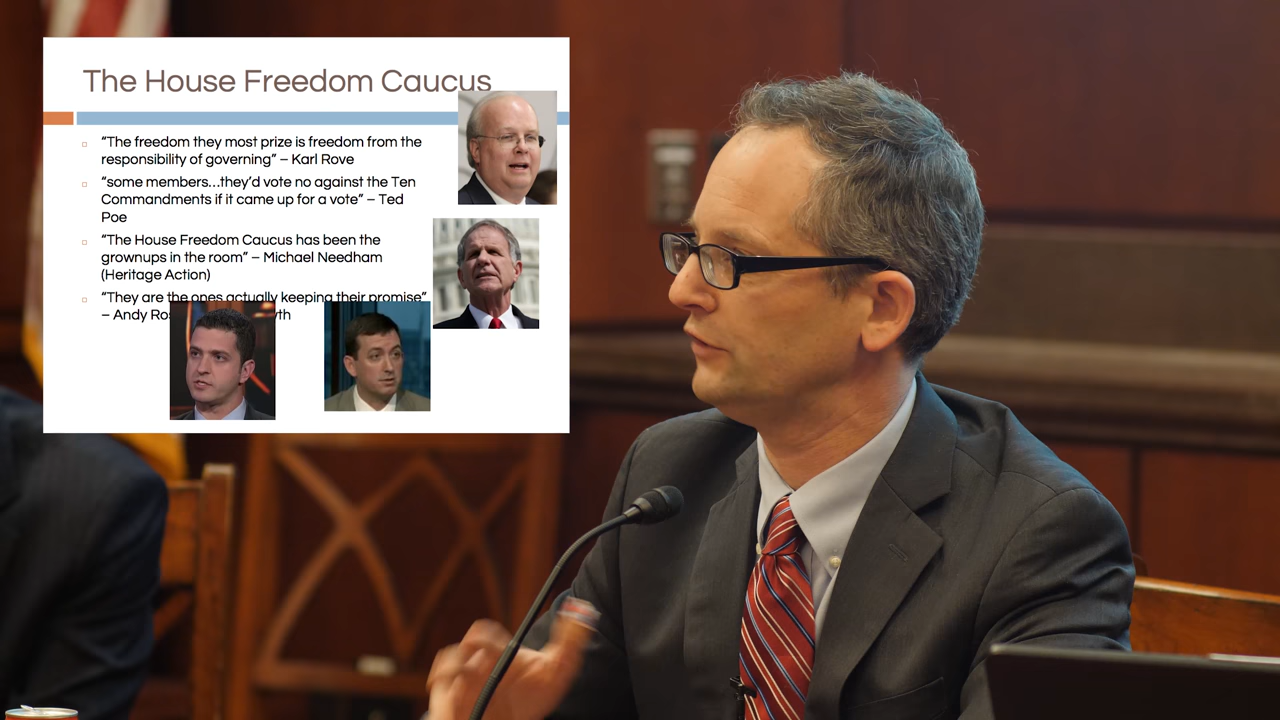 The House Freedom Caucus
“The freedom they most prize is freedom from the
responsibility of governing” – Karl Rove
“some members...they’d vote no against the Ten
Commandments if it came up for a vote” – Ted
Poe
“The House Freedom Caucus has been the
grownups in the room” – Michael Needham
(Heritage Action)
“They are the ones actually keeping their promise”
– Andy